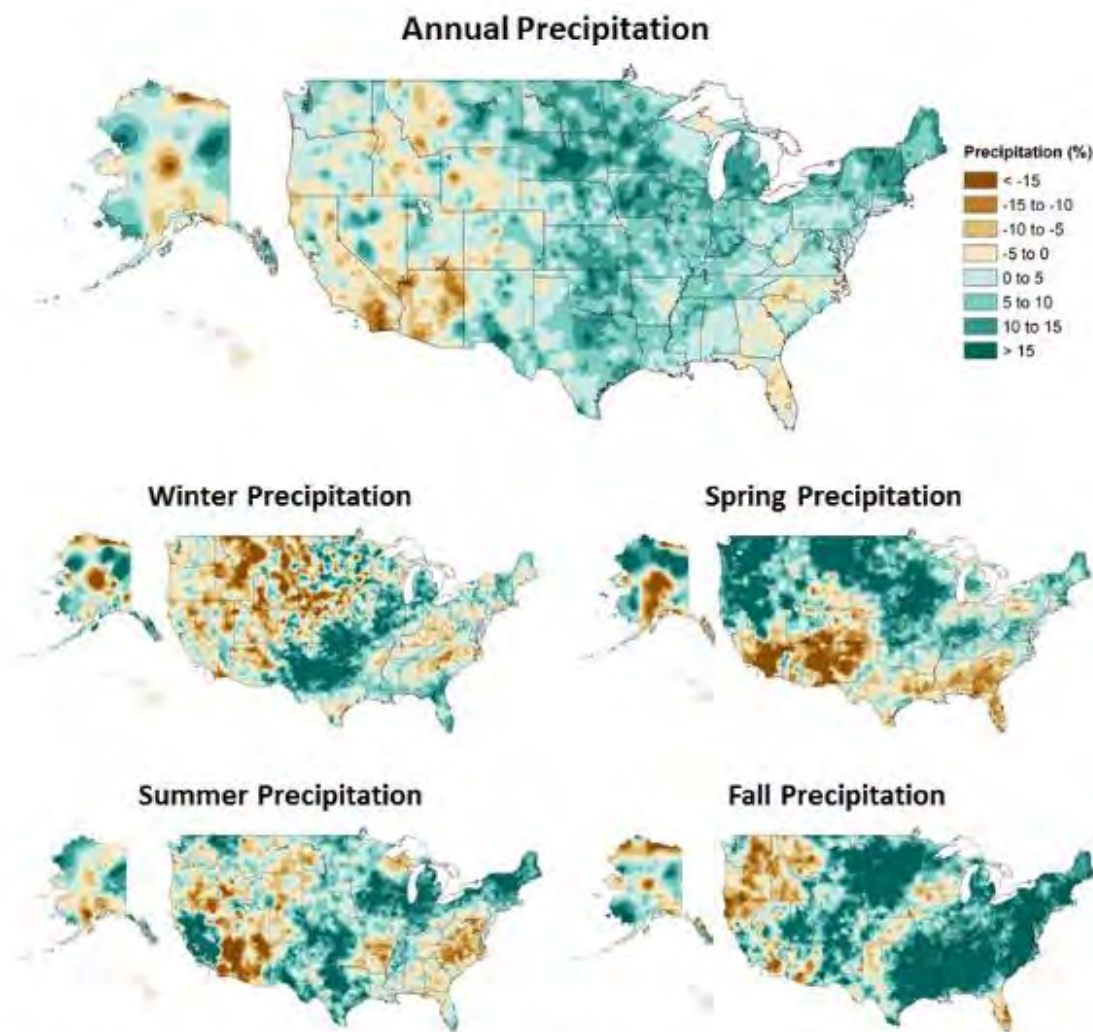 Annual Precipitation
Precipitation (%)
< -15
-15 to -10
-10 to -5
-5 to 0
0 to 5
5 to 10
10 to 15
> 15
Winter Precipitation
Spring Precipitation
Summer Precipitation
Fall Precipitation